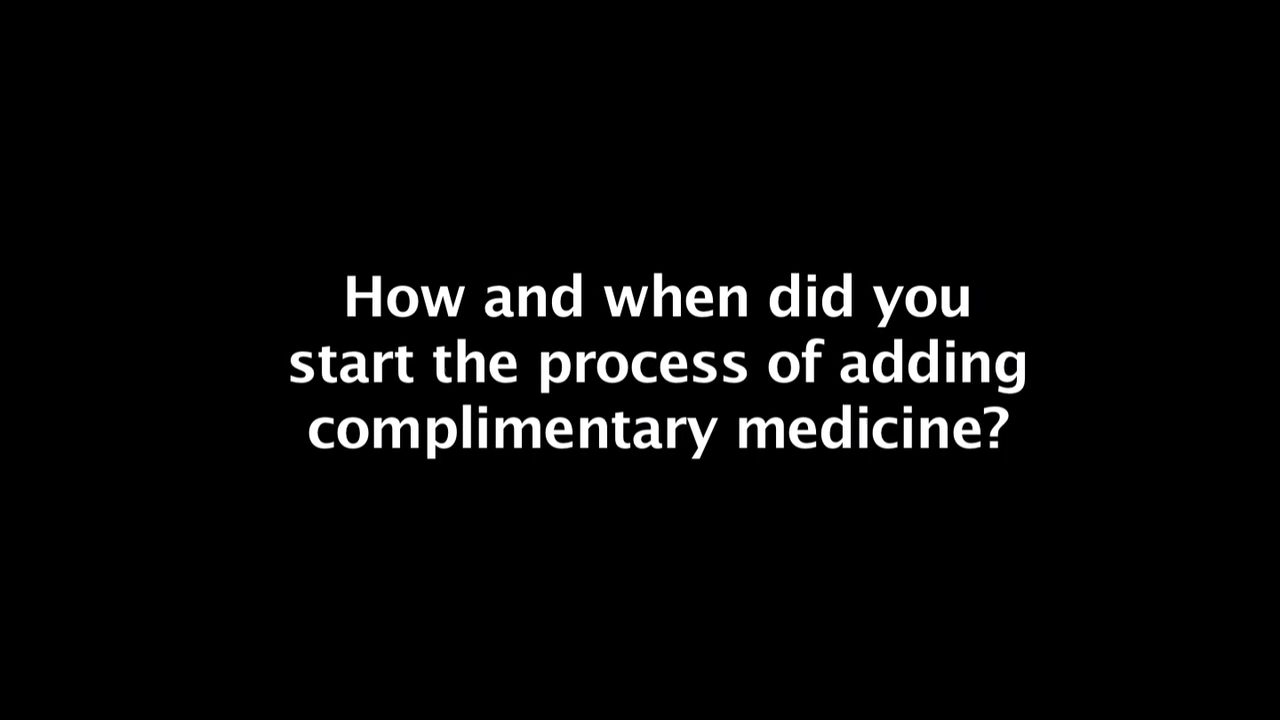 How and when did you
start the process of adding
complimentary medicine?